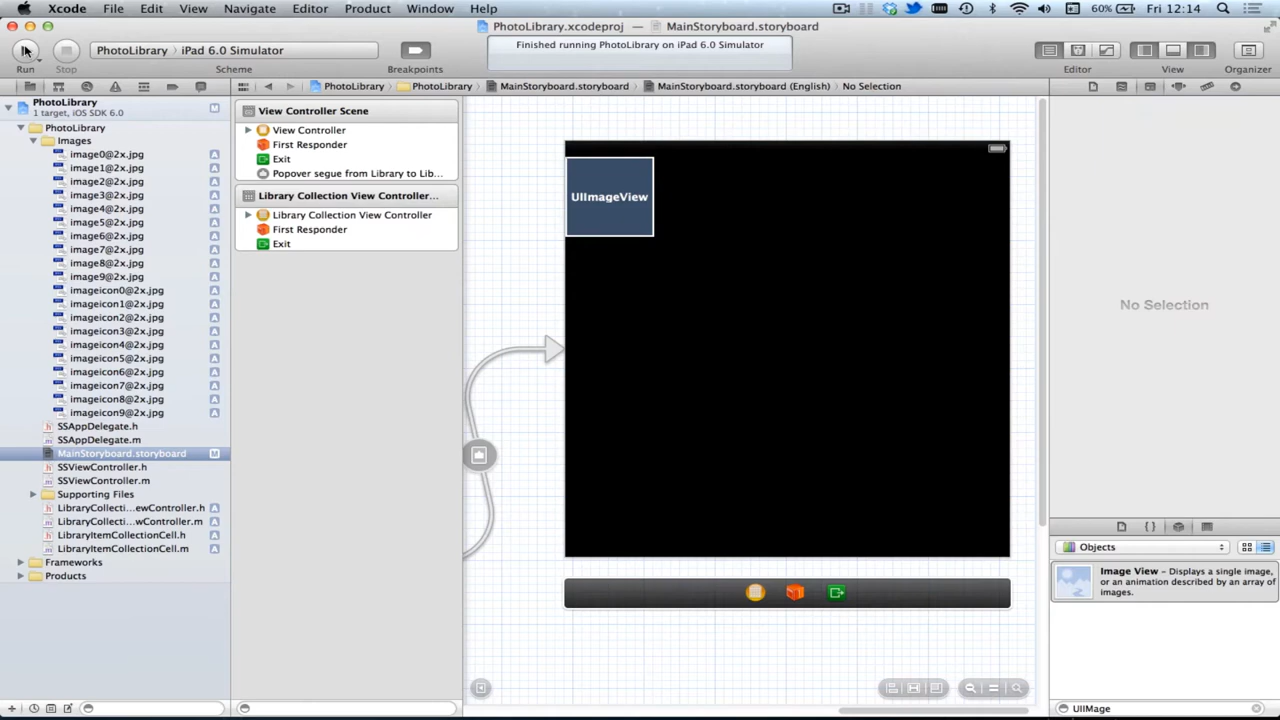 Xcode File Edit View Navigate Editor Product Window Help 60% Fri 12:14
PhotoLibrary.xcodeproj — MainStoryboard.storyboard
PhotoLibrary › iPad 6.0 Simulator
Finished running PhotoLibrary on iPad 6.0 Simulator
Run Stop Scheme Breakpoints Editor View Organizer
PhotoLibrary M
1 target, iOS SDK 6.0
PhotoLibrary
Images
image0@2x.jpg A
image1@2x.jpg A
image2@2x.jpg A
image3@2x.jpg A
image4@2x.jpg A
image5@2x.jpg A
image6@2x.jpg A
image7@2x.jpg A
image8@2x.jpg A
image9@2x.jpg A
imageicon0@2x.jpg A
imageicon1@2x.jpg A
imageicon2@2x.jpg A
imageicon3@2x.jpg A
imageicon4@2x.jpg A
imageicon5@2x.jpg A
imageicon6@2x.jpg A
imageicon7@2x.jpg A
imageicon8@2x.jpg A
imageicon9@2x.jpg A
h SSAppDelegate.h
m SSAppDelegate.m
MainStoryboard.storyboard M
h SSViewController.h
m SSViewController.m
Supporting Files
h LibraryCollecti...ewController.h A
m LibraryCollecti...wController.m A
h LibraryItemCollectionCell.h A
m LibraryItemCollectionCell.m A
Frameworks
Products
PhotoLibrary PhotoLibrary MainStoryboard.storyboard MainStoryboard.storyboard (English) No Selection
View Controller Scene
View Controller
First Responder
Exit
Popover segue from Library to Lib...
Library Collection View Controller...
Library Collection View Controller
First Responder
Exit
UIImageView
No Selection
{ }
Objects
Image View – Displays a single image,
or an animation described by an array of
images.
UIIMage